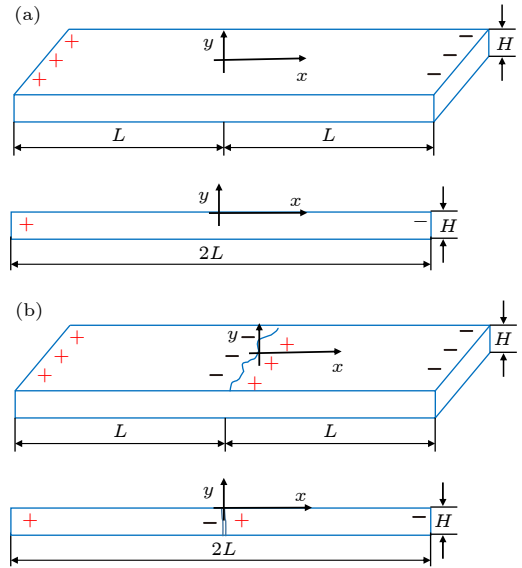 (a)
y
x
H
+ + +
− − −
L L
y x
+ − H
2L
(b)
y
x
H
+ + +
− − −
+ + +
− − −
L L
y x
+ − + − H
2L